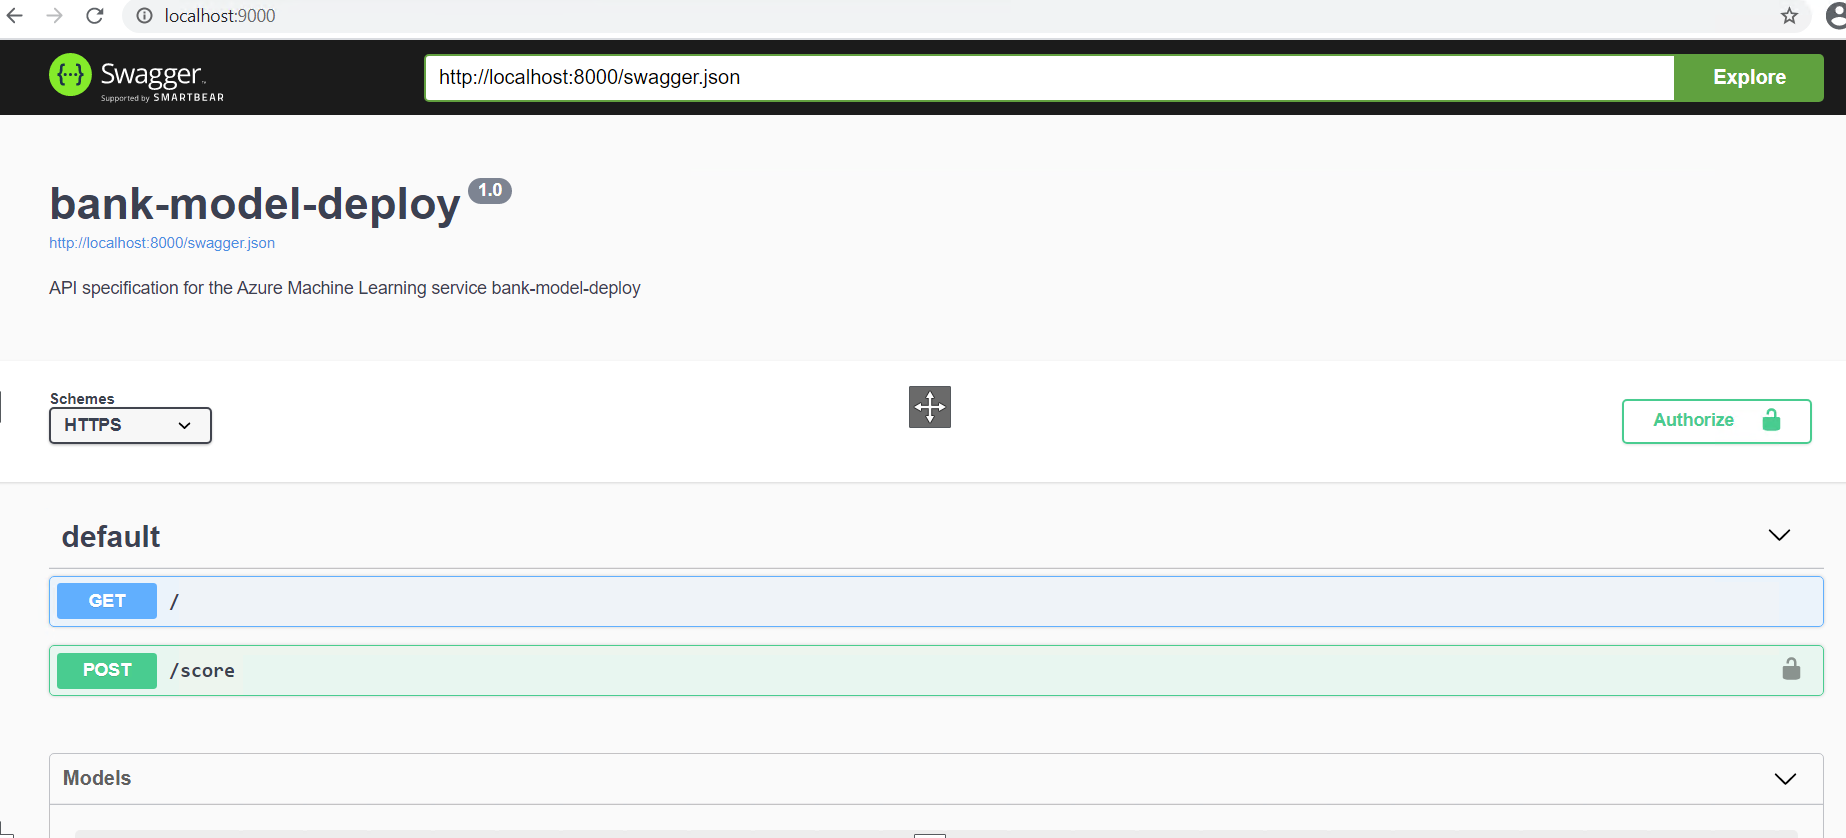 localhost:9000
Swagger
Supported by SMARTBEAR
http://localhost:8000/swagger.json
Explore
bank-model-deploy 1.0
http://localhost:8000/swagger.json
API specification for the Azure Machine Learning service bank-model-deploy
Schemes
HTTPS
Authorize
default
GET /
POST /score
Models